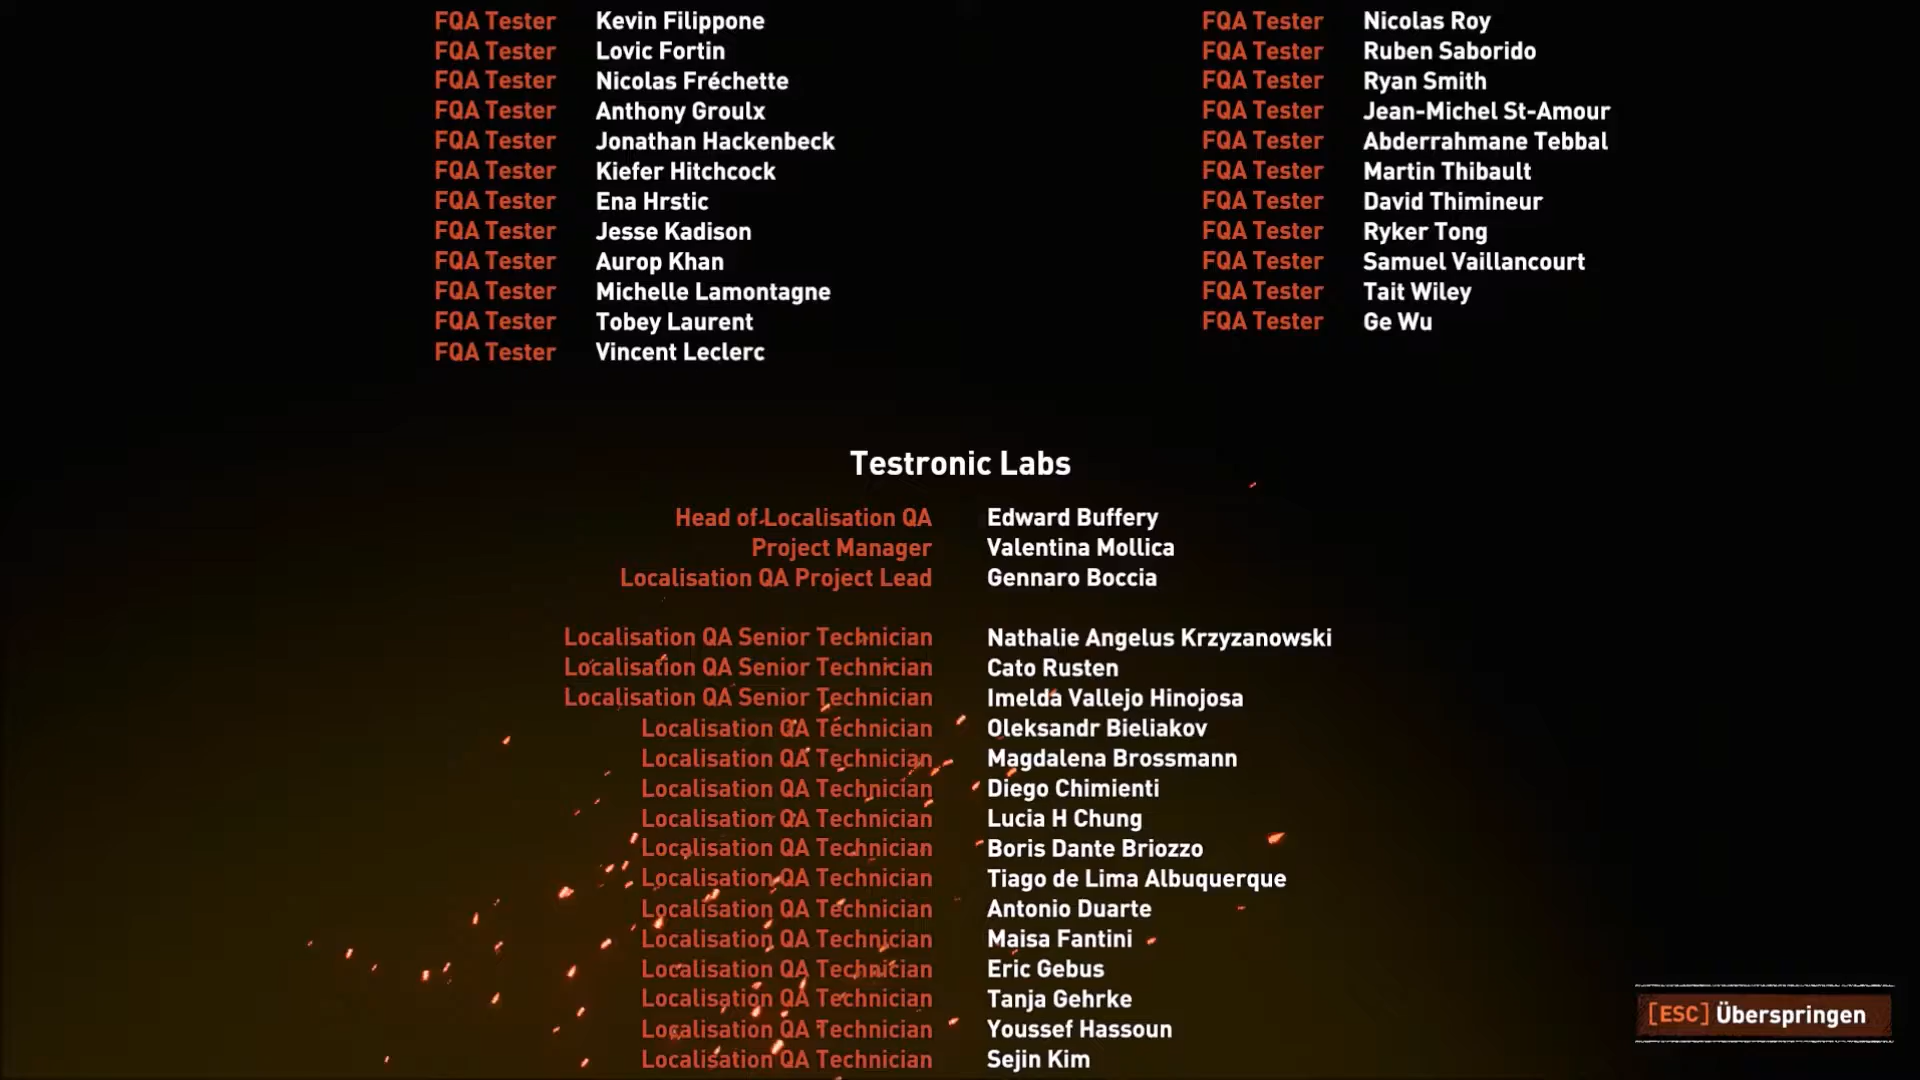 FQA Tester Kevin Filippone
FQA Tester Lovic Fortin
FQA Tester Nicolas Fréchette
FQA Tester Anthony Groulx
FQA Tester Jonathan Hackenbeck
FQA Tester Kiefer Hitchcock
FQA Tester Ena Hrstic
FQA Tester Jesse Kadison
FQA Tester Aurop Khan
FQA Tester Michelle Lamontagne
FQA Tester Tobey Laurent
FQA Tester Vincent Leclerc
FQA Tester Nicolas Roy
FQA Tester Ruben Saborido
FQA Tester Ryan Smith
FQA Tester Jean-Michel St-Amour
FQA Tester Abderrahmane Tebbal
FQA Tester Martin Thibault
FQA Tester David Thimineur
FQA Tester Ryker Tong
FQA Tester Samuel Vaillancourt
FQA Tester Tait Wiley
FQA Tester Ge Wu
Testronic Labs
Head of Localisation QA Edward Buffery
Project Manager Valentina Mollica
Localisation QA Project Lead Gennaro Boccia
Localisation QA Senior Technician Nathalie Angelus Krzyzanowski
Localisation QA Senior Technician Cato Rusten
Localisation QA Senior Technician Imelda Vallejo Hinojosa
Localisation QA Technician Oleksandr Bieliakov
Localisation QA Technician Magdalena Brossmann
Localisation QA Technician Diego Chimienti
Localisation QA Technician Lucia H Chung
Localisation QA Technician Boris Dante Briozzo
Localisation QA Technician Tiago de Lima Albuquerque
Localisation QA Technician Antonio Duarte
Localisation QA Technician Maisa Fantini
Localisation QA Technician Eric Gebus
Localisation QA Technician Tanja Gehrke
Localisation QA Technician Youssef Hassoun
Localisation QA Technician Sejin Kim
[ESC] Überspringen